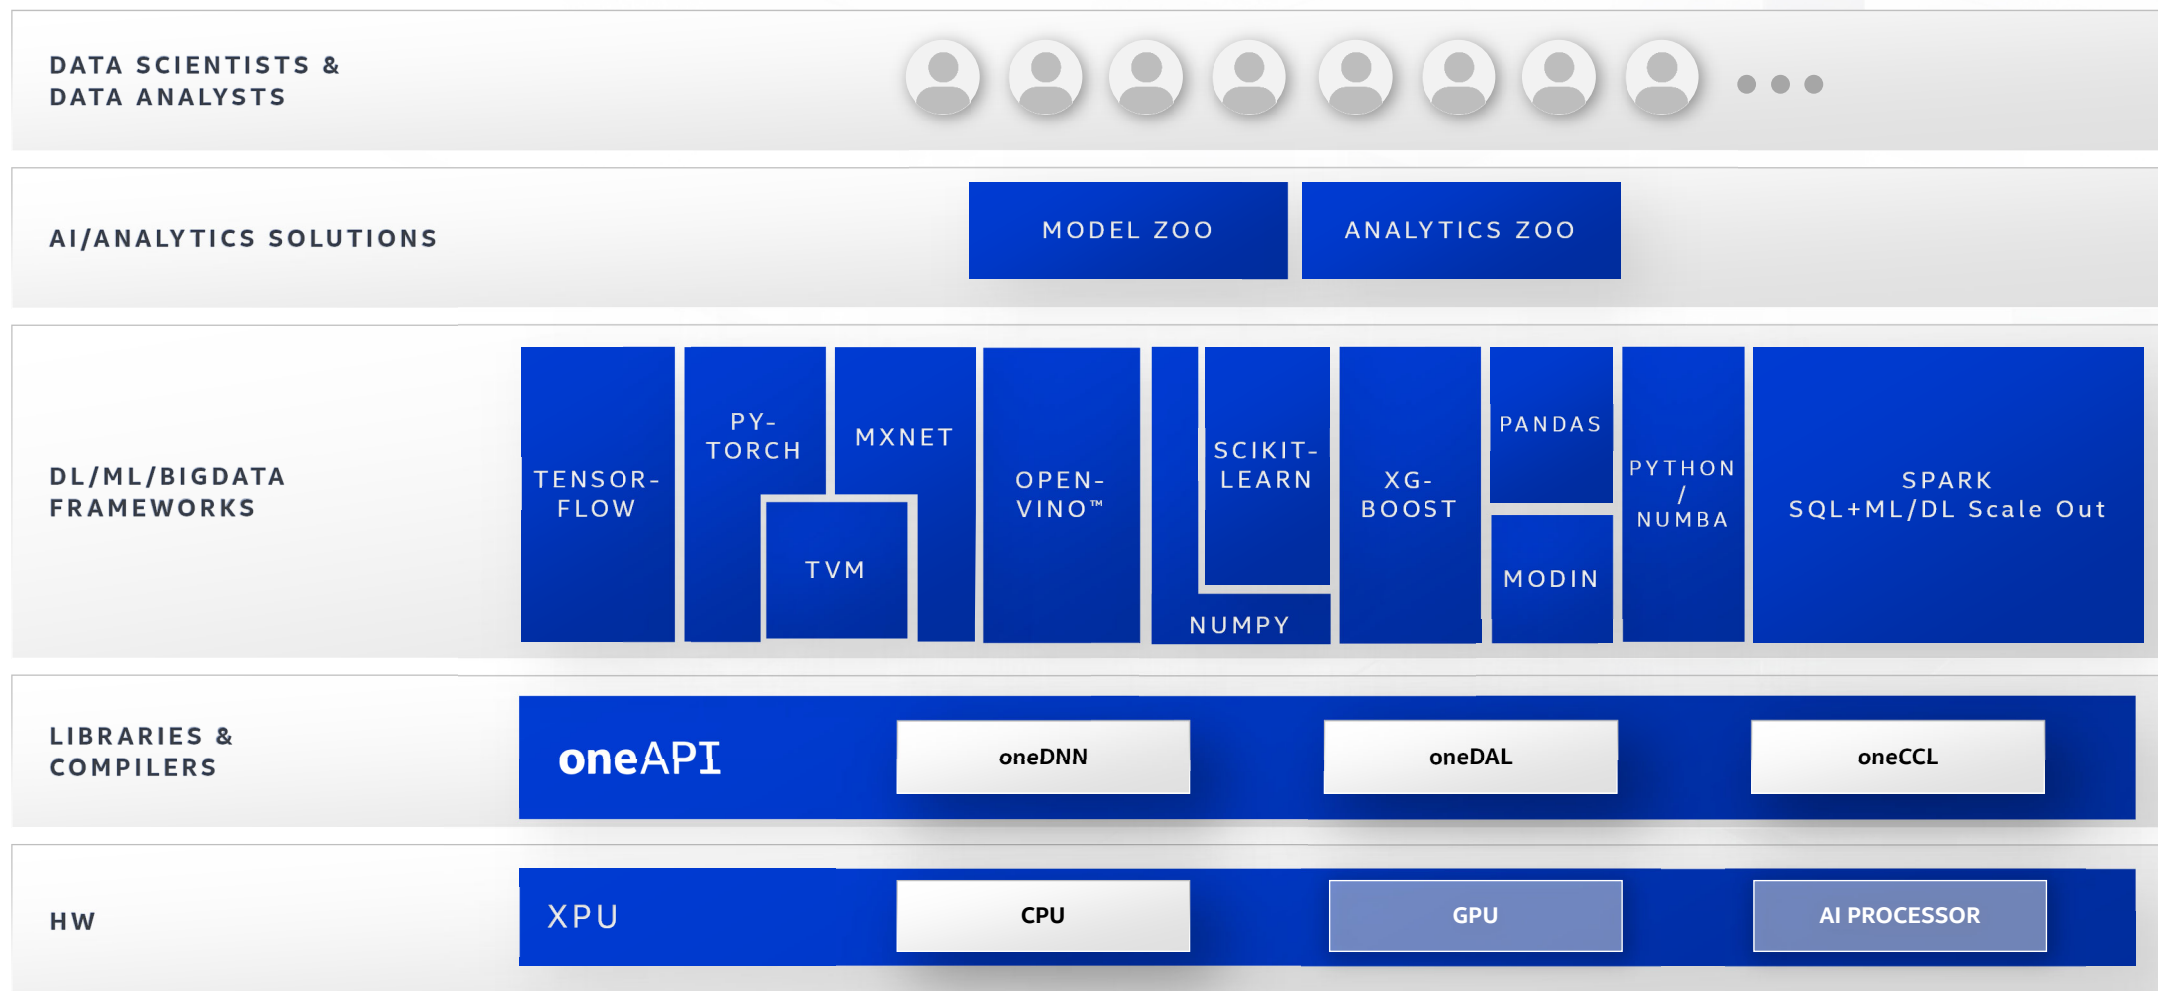 DATA SCIENTISTS &
DATA ANALYSTS
AI/ANALYTICS SOLUTIONS
MODEL ZOO
ANALYTICS ZOO
DL/ML/BIGDATA
FRAMEWORKS
TENSOR-
FLOW
PY-
TORCH
MXNET
TVM
OPEN-
VINO™
SCIKIT-
LEARN
NUMPY
XG-
BOOST
PANDAS
MODIN
PYTHON
/
NUMBA
SPARK
SQL+ML/DL Scale Out
LIBRARIES &
COMPILERS
oneAPI
oneDNN
oneDAL
oneCCL
HW
XPU
CPU
GPU
AI PROCESSOR